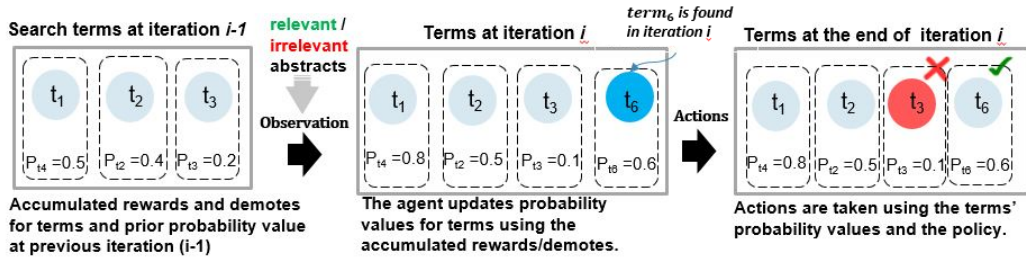 Search terms at iteration i-1
t1
t2
t3
Pt4 =0.5
Pt2 =0.4
Pt3 =0.2
Accumulated rewards and demotes
for terms and prior probability value
at previous iteration (i-1)
relevant /
irrelevant
abstracts
Observation
Terms at iteration i
term6 is found
in iteration i
t1
t2
t3
t6
Pt4 =0.8
Pt2 =0.5
Pt3 =0.1
Pt6 =0.6
The agent updates probability
values for terms using the
accumulated rewards/demotes.
Actions
Terms at the end of iteration i
t1
t2
t3
t6
Pt4 =0.8
Pt2 =0.5
Pt3 =0.1
Pt6 =0.6
Actions are taken using the terms’
probability values and the policy.